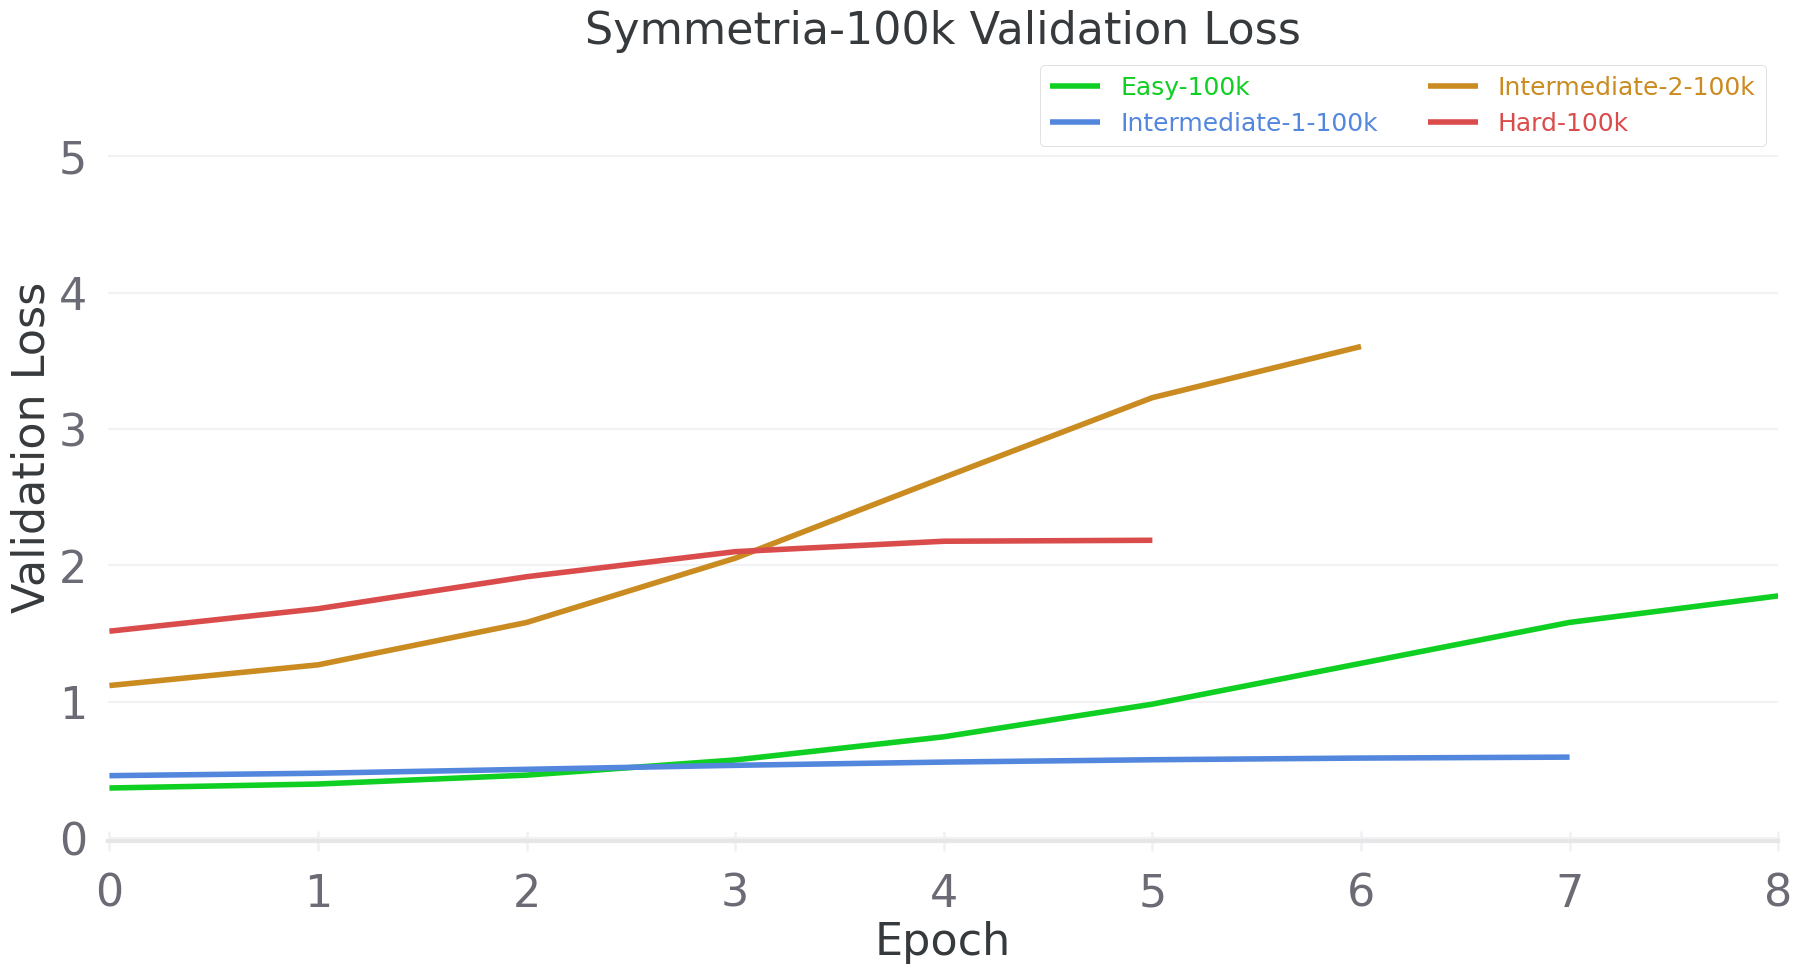 Symmetria-100k Validation Loss
Easy-100k
Intermediate-1-100k
Intermediate-2-100k
Hard-100k
Validation Loss
5
4
3
2
1
0
0 1 2 3 4 5 6 7 8
Epoch